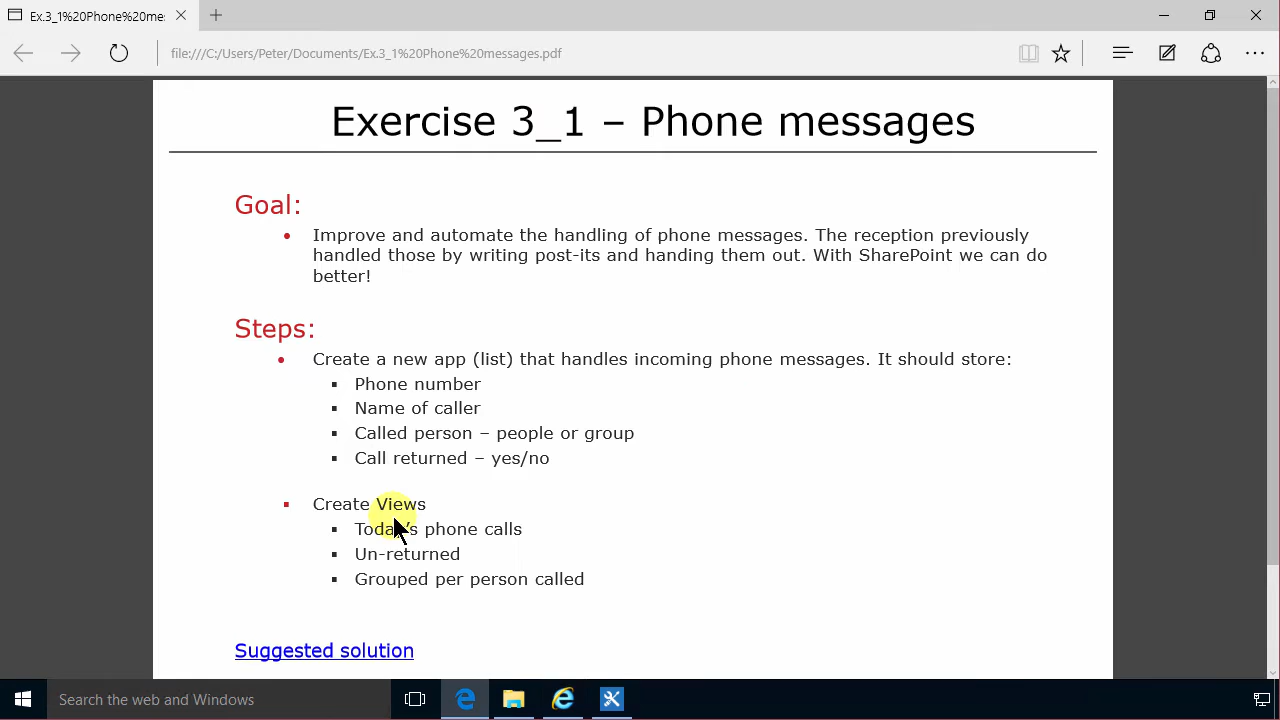 Ex.3_1%20Phone%20me:
file:///C:/Users/Peter/Documents/Ex.3_1%20Phone%20messages.pdf
Exercise 3_1 – Phone messages
Goal:
• Improve and automate the handling of phone messages. The reception previously
handled those by writing post-its and handing them out. With SharePoint we can do
better!
Steps:
• Create a new app (list) that handles incoming phone messages. It should store:
▪ Phone number
▪ Name of caller
▪ Called person – people or group
▪ Call returned – yes/no
▪ Create Views
▪ Today's phone calls
▪ Un-returned
▪ Grouped per person called
Suggested solution
Search the web and Windows